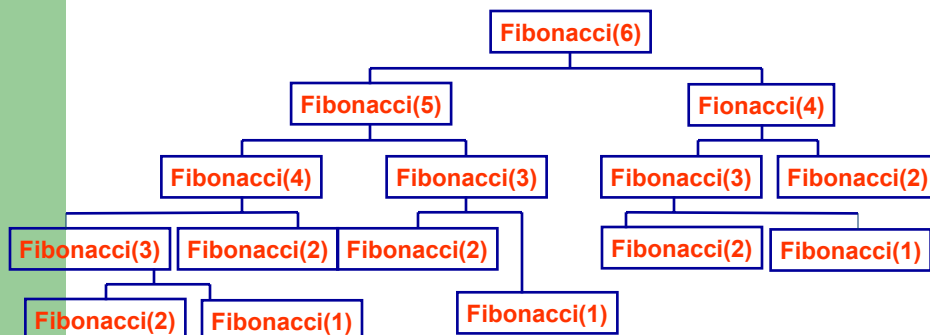 Fibonacci(6)
Fibonacci(5)
Fionacci(4)
Fibonacci(4)
Fibonacci(3)
Fibonacci(3)
Fibonacci(2)
Fibonacci(3)
Fibonacci(2)
Fibonacci(2)
Fibonacci(2)
Fibonacci(1)
Fibonacci(2)
Fibonacci(1)
Fibonacci(1)